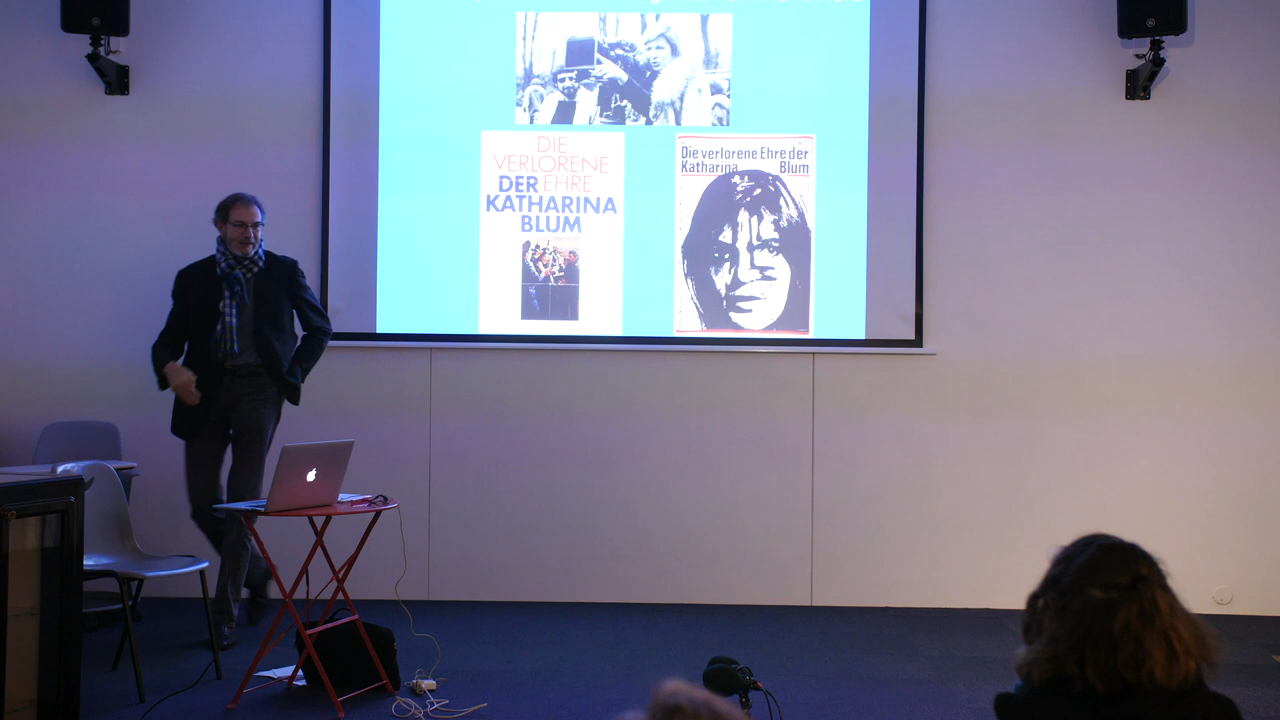 DIE
VERLORENE
DER EHRE
KATHARINA
BLUM
Die verlorene Ehre der
Katharina Blum